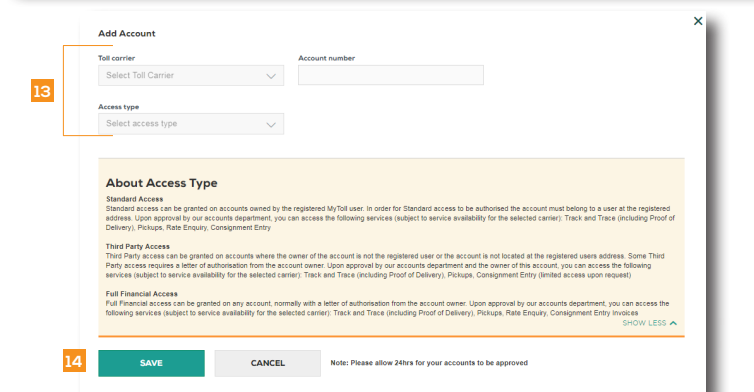 Add Account
Toll carrier
Account number
Select Toll Carrier
13
Access type
Select access type
About Access Type
Standard Access
Standard access can be granted on accounts owned by the registered MyToll user. In order for Standard access to be authorised the account must belong to a user at the registered
address. Upon approval by our accounts department, you can access the following services (subject to service availability for the selected carrier): Track and Trace (including Proof of
Delivery), Pickups, Rate Enquiry, Consignment Entry
Third Party Access
Third Party access can be granted on accounts where the owner of the account is not the registered user or the account is not located at the registered users address. Some Third
Party access requires a letter of authorisation from the account owner. Upon approval by our accounts department and the owner of this account, you can access the following
services (subject to service availability for the selected carrier): Track and Trace (including Proof of Delivery), Pickups, Consignment Entry (limited access upon request)
Full Financial Access
Full Financial access can be granted on any account, normally with a letter of authorisation from the account owner. Upon approval by our accounts department, you can access the
following services (subject to service availability for the selected carrier): Track and Trace (including Proof of Delivery), Pickups, Rate Enquiry, Consignment Entry Invoices
SHOW LESS
14
SAVE
CANCEL
Note: Please allow 24hrs for your accounts to be approved